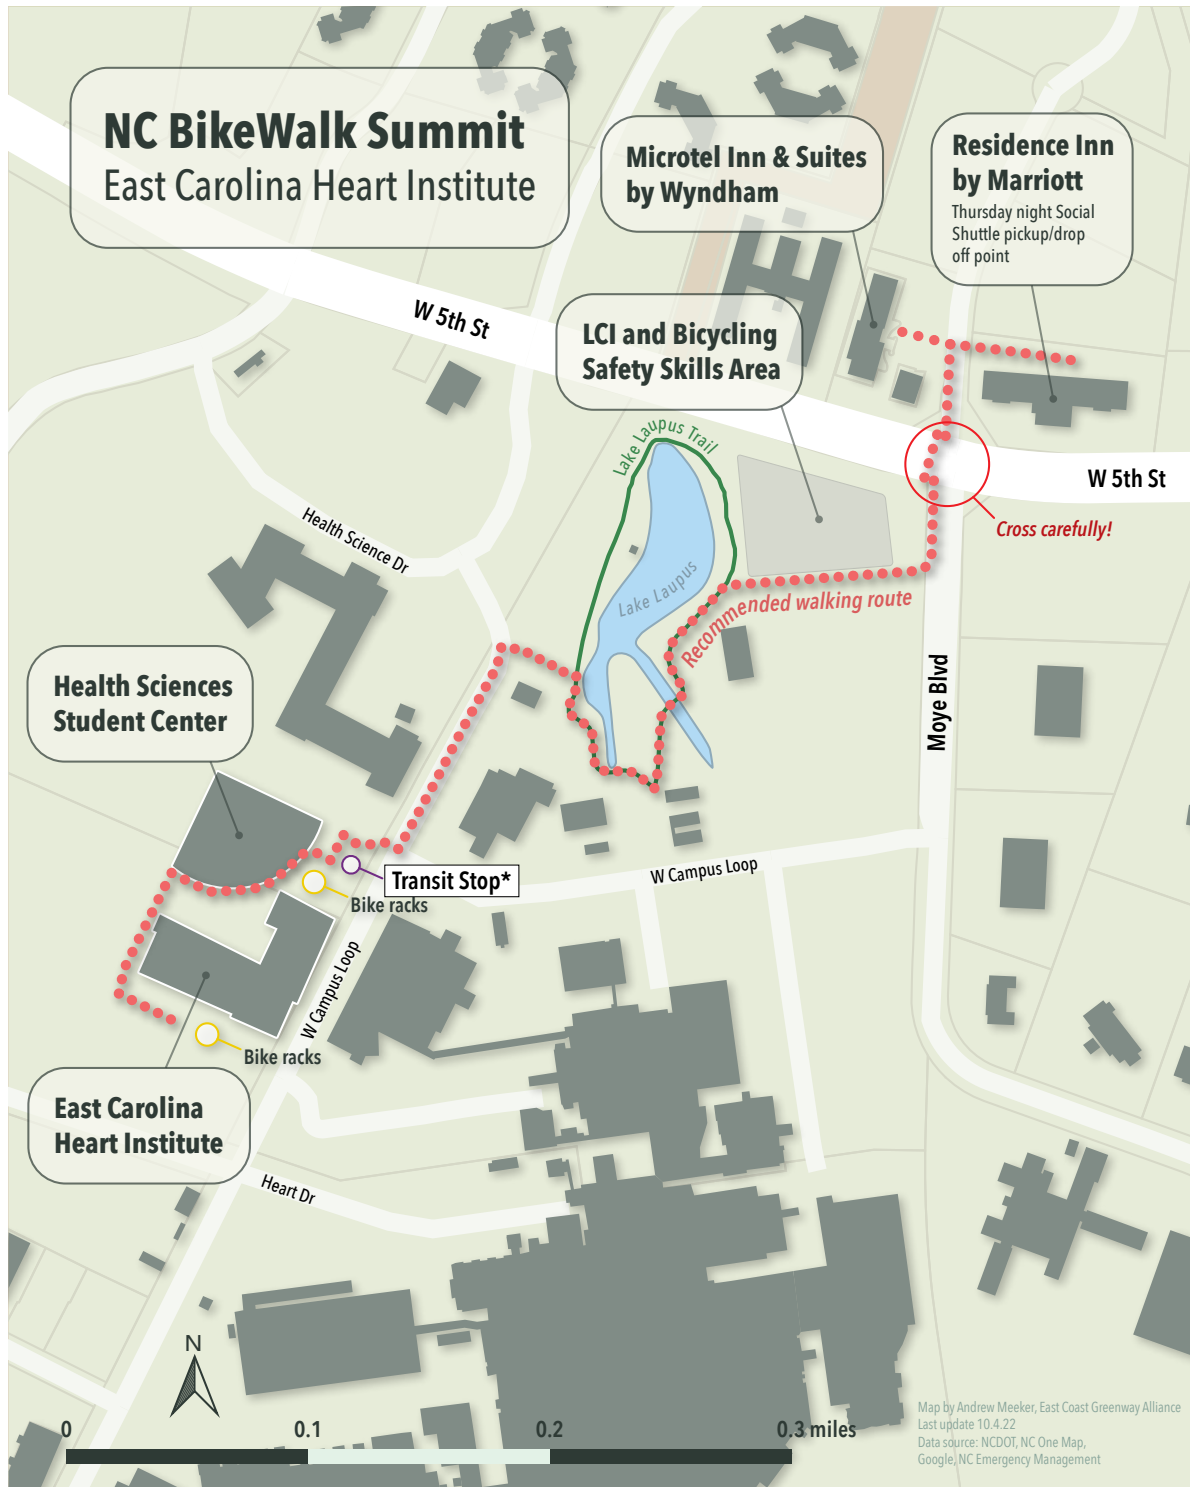 NC BikeWalk Summit
East Carolina Heart Institute
Microtel Inn & Suites
by Wyndham
Residence Inn
by Marriott
Thursday night Social
Shuttle pickup/drop
off point
W 5th St
LCI and Bicycling
Safety Skills Area
Lake Laupus Trail
W 5th St
Cross carefully!
Health Science Dr
Lake Laupus
Recommended walking route
Health Sciences
Student Center
Moye Blvd
Transit Stop*
W Campus Loop
Bike racks
W Campus Loop
Bike racks
East Carolina
Heart Institute
Heart Dr
N
0
0.1
0.2
0.3 miles
Map by Andrew Meeker, East Coast Greenway Alliance
Last update 10.4.22
Data source: NCDOT, NC One Map,
Google, NC Emergency Management